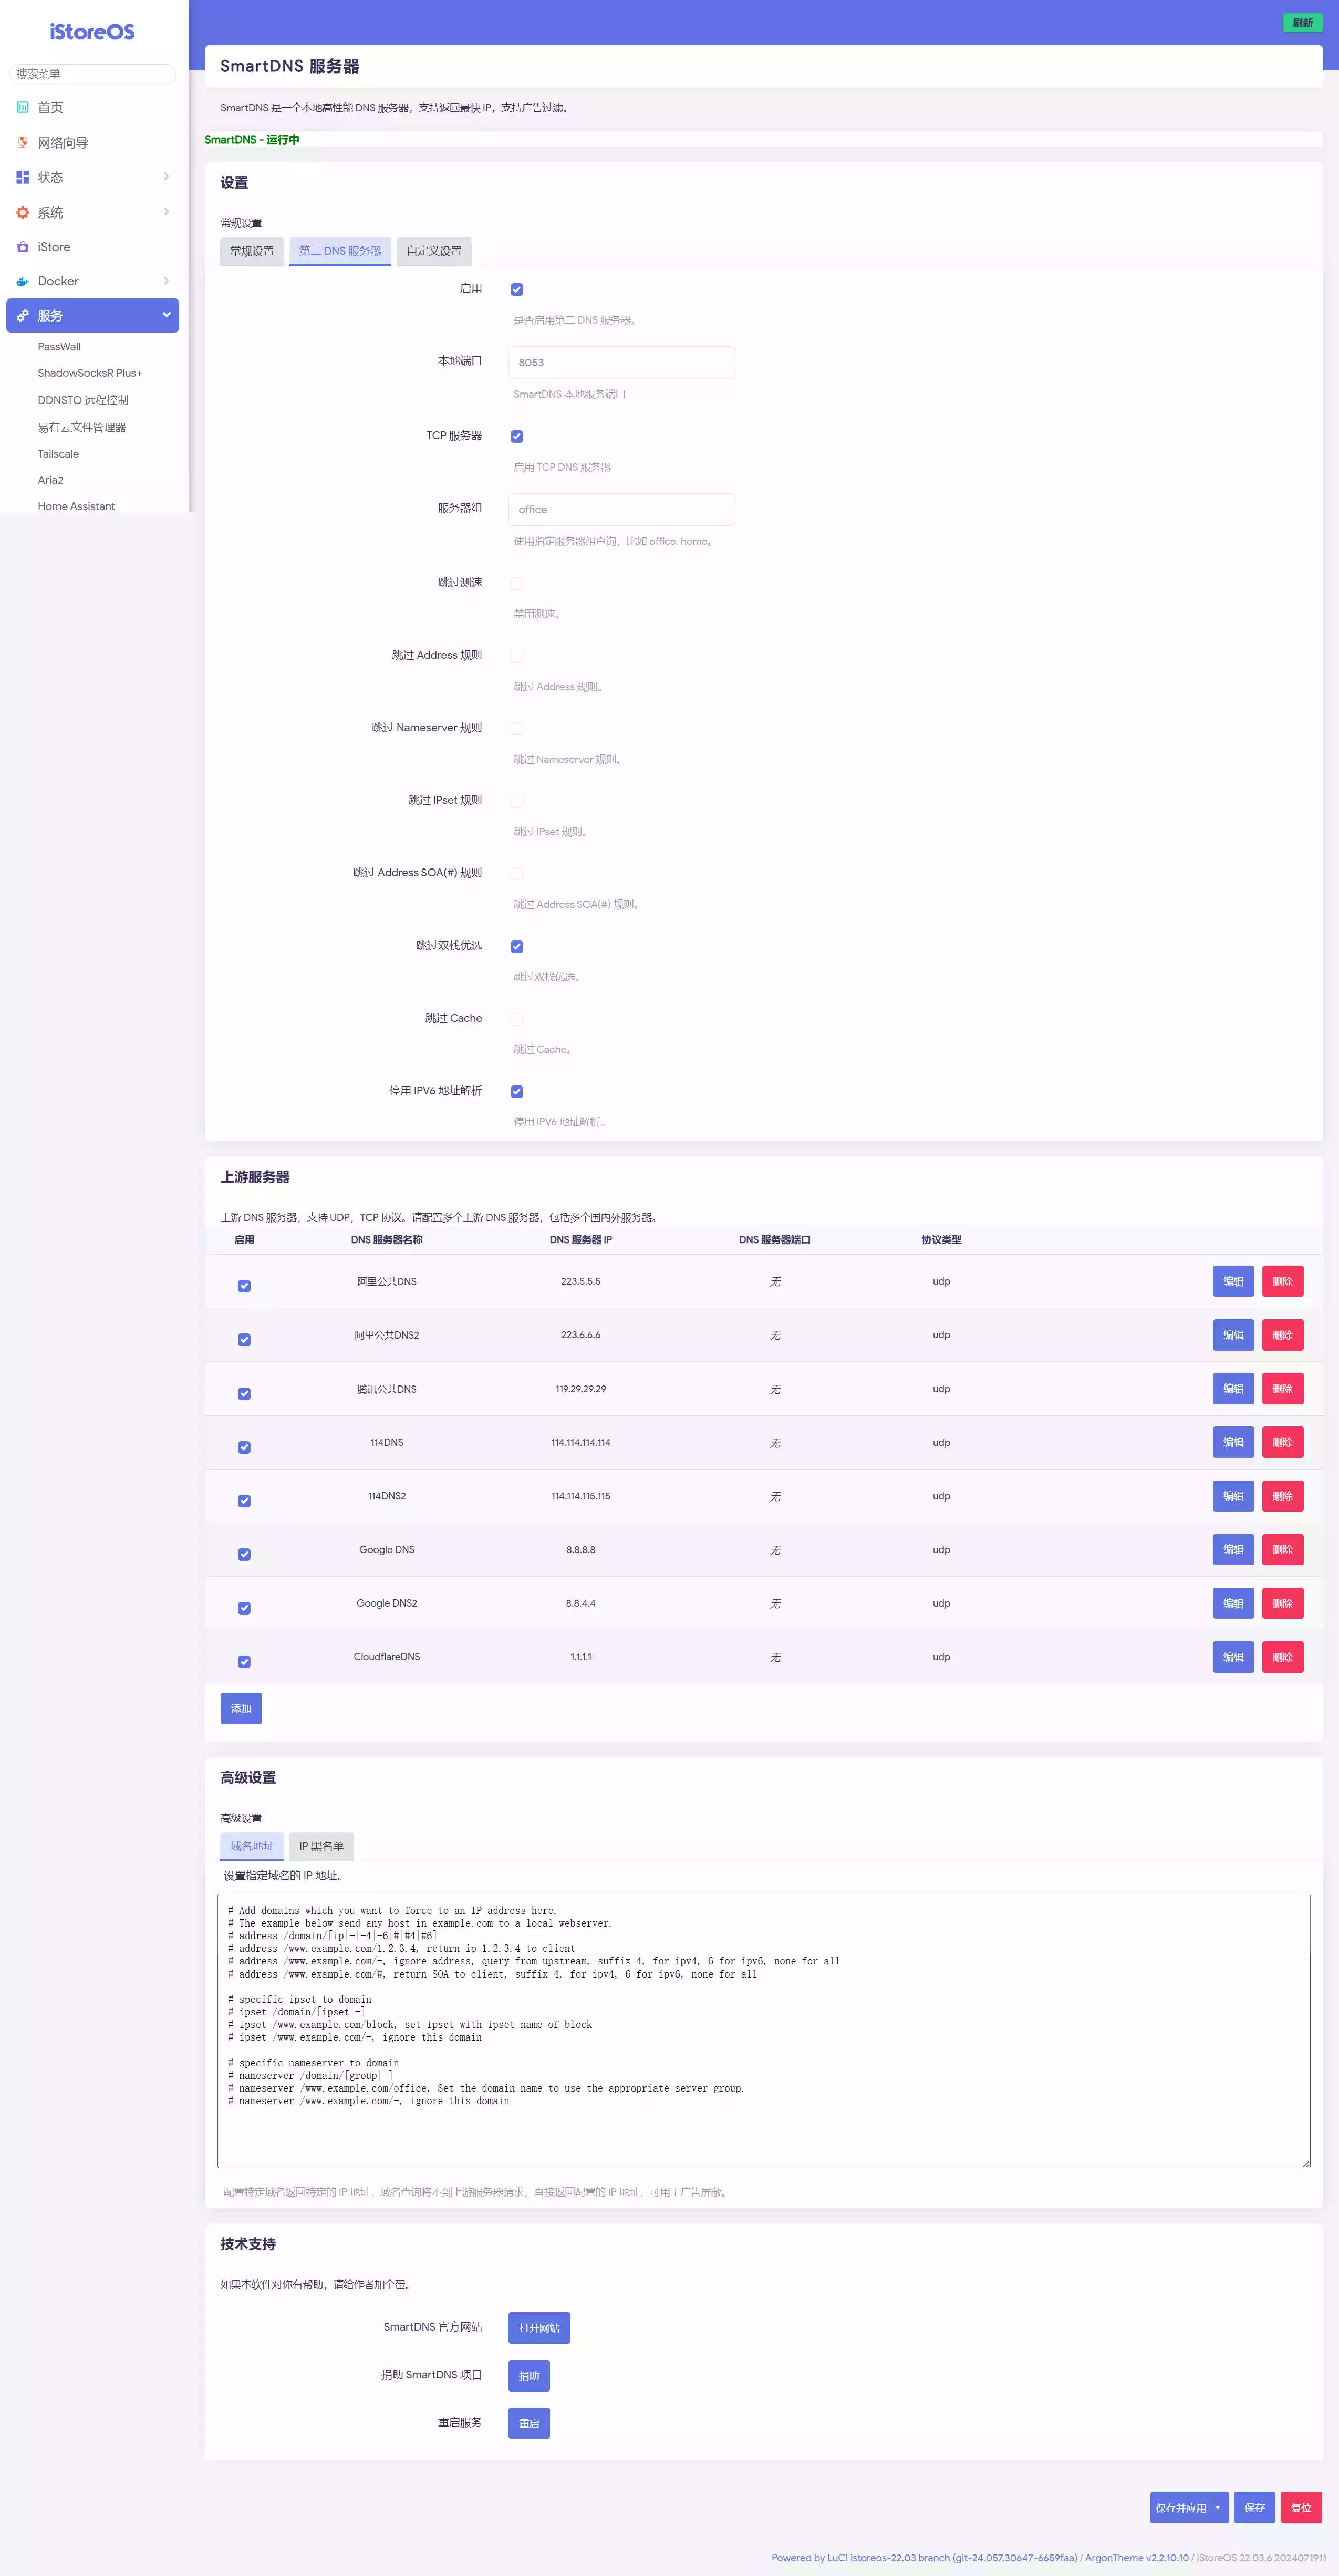 iStoreOS
搜索菜单
首页
网络向导
状态
系统
iStore
Docker
服务
PassWall
ShadowSocksR Plus+
DDNSTO 远程控制
易有云文件管理器
Tailscale
Aria2
Home Assistant
刷新
SmartDNS 服务器
SmartDNS 是一个本地高性能 DNS 服务器，支持返回最快 IP，支持广告过滤。
SmartDNS - 运行中
设置
常规设置
常规设置 第二 DNS 服务器 自定义设置
启用
是否启用第二 DNS 服务器。
本地端口 8053
SmartDNS 本地服务端口
TCP 服务器
启用 TCP DNS 服务器
服务器组 office
使用指定服务器组查询，比如 office, home。
跳过测速
禁用测速。
跳过 Address 规则
跳过 Address 规则。
跳过 Nameserver 规则
跳过 Nameserver 规则。
跳过 IPset 规则
跳过 IPset 规则。
跳过 Address SOA(#) 规则
跳过 Address SOA(#) 规则。
跳过双栈优选
跳过双栈优选。
跳过 Cache
跳过 Cache。
停用 IPV6 地址解析
停用 IPV6 地址解析。
上游服务器
上游 DNS 服务器，支持 UDP，TCP 协议。请配置多个上游 DNS 服务器，包括多个国内外服务器。
启用 DNS 服务器名称 DNS 服务器 IP DNS 服务器端口 协议类型
阿里公共DNS 223.5.5.5 无 udp 编辑 删除
阿里公共DNS2 223.6.6.6 无 udp 编辑 删除
腾讯公共DNS 119.29.29.29 无 udp 编辑 删除
114DNS 114.114.114.114 无 udp 编辑 删除
114DNS2 114.114.115.115 无 udp 编辑 删除
Google DNS 8.8.8.8 无 udp 编辑 删除
Google DNS2 8.8.4.4 无 udp 编辑 删除
CloudflareDNS 1.1.1.1 无 udp 编辑 删除
添加
高级设置
高级设置
域名地址 IP 黑名单
设置指定域名的 IP 地址。
# Add domains which you want to force to an IP address here.
# The example below send any host in example.com to a local webserver.
# address /domain/[ip|-|-4|-6|#|#4|#6]
# address /www.example.com/1.2.3.4, return ip 1.2.3.4 to client
# address /www.example.com/-, ignore address, query from upstream, suffix 4, for ipv4, 6 for ipv6, none for all
# address /www.example.com/#, return SOA to client, suffix 4, for ipv4, 6 for ipv6, none for all
# specific ipset to domain
# ipset /domain/[ipset|-]
# ipset /www.example.com/block, set ipset with ipset name of block
# ipset /www.example.com/-, ignore this domain
# specific nameserver to domain
# nameserver /domain/[group|-]
# nameserver /www.example.com/office, Set the domain name to use the appropriate server group.
# nameserver /www.example.com/-, ignore this domain
配置特定域名返回特定的 IP 地址，域名查询将不到上游服务器请求，直接返回配置的 IP 地址，可用于广告屏蔽。
技术支持
如果本软件对你有帮助，请给作者加个蛋。
SmartDNS 官方网站 打开网站
捐助 SmartDNS 项目 捐助
重启服务 重启
保存并应用 保存 复位
Powered by LuCI istoreos-22.03 branch (git-24.057.30647-6659faa) / ArgonTheme v2.2.10.10 / iStoreOS 22.03.6 2024071911